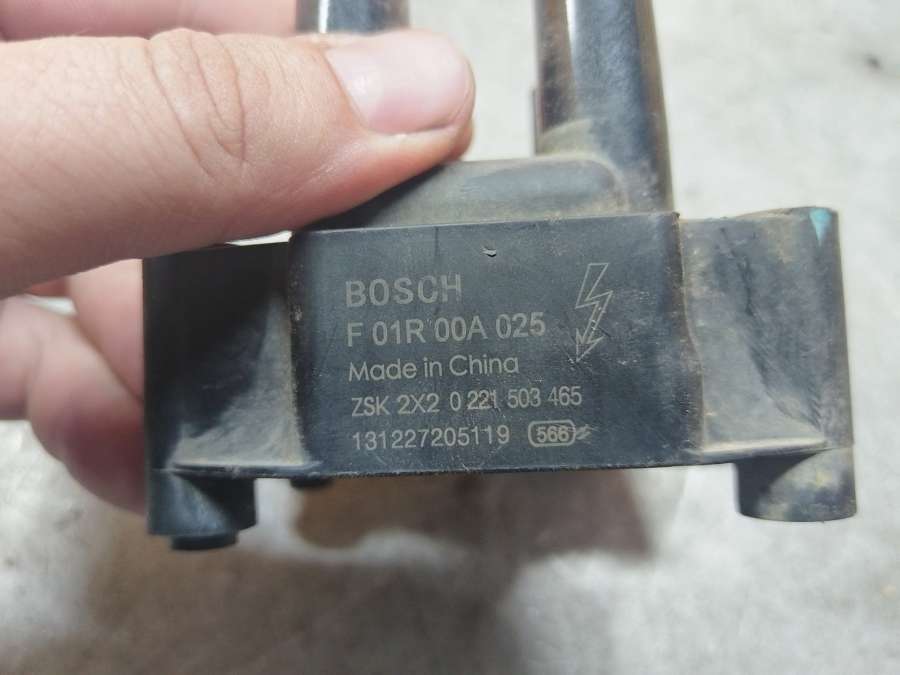 BOSCH
F 01R 00A 025
Made in China
ZSK 2X2 0 221 503 465
131227205119 566